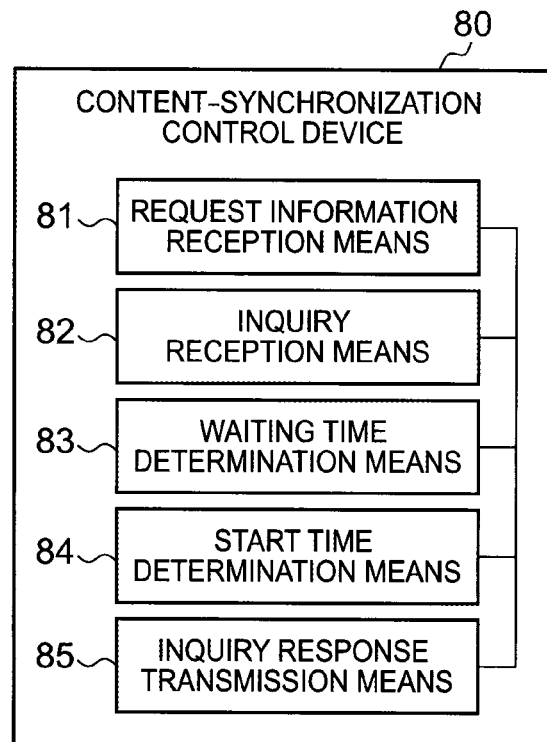 80
CONTENT-SYNCHRONIZATION
CONTROL DEVICE
81
REQUEST INFORMATION
RECEPTION MEANS
82
INQUIRY
RECEPTION MEANS
83
WAITING TIME
DETERMINATION MEANS
84
START TIME
DETERMINATION MEANS
85
INQUIRY RESPONSE
TRANSMISSION MEANS